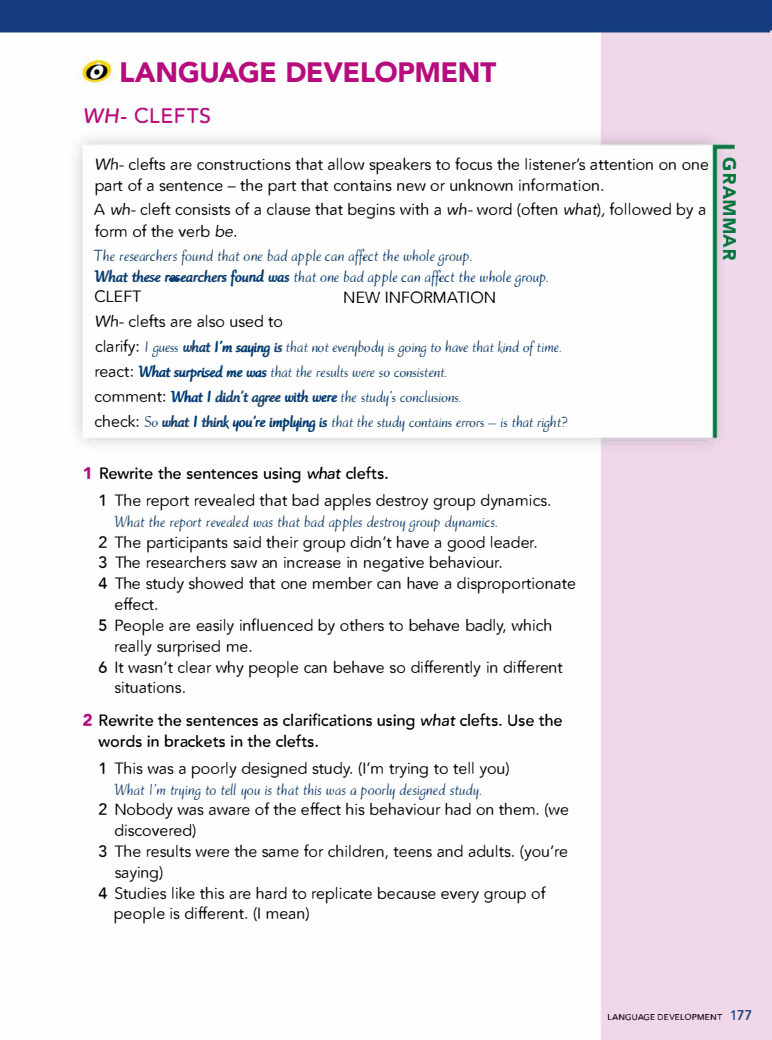 LANGUAGE DEVELOPMENT
WH- CLEFTS
GRAMMAR
Wh- clefts are constructions that allow speakers to focus the listener's attention on one
part of a sentence – the part that contains new or unknown information.
A wh- cleft consists of a clause that begins with a wh- word (often what), followed by a
form of the verb be.
The researchers found that one bad apple can affect the whole group.
What these researchers found was that one bad apple can affect the whole group.
CLEFT NEW INFORMATION
Wh- clefts are also used to
clarify: I guess what I'm saying is that not everybody is going to have that kind of time.
react: What surprised me was that the results were so consistent.
comment: What I didn't agree with were the study's conclusions.
check: So what I think you're implying is that the study contains errors – is that right?
1 Rewrite the sentences using what clefts.
1 The report revealed that bad apples destroy group dynamics.
What the report revealed was that bad apples destroy group dynamics.
2 The participants said their group didn't have a good leader.
3 The researchers saw an increase in negative behaviour.
4 The study showed that one member can have a disproportionate
effect.
5 People are easily influenced by others to behave badly, which
really surprised me.
6 It wasn't clear why people can behave so differently in different
situations.
2 Rewrite the sentences as clarifications using what clefts. Use the
words in brackets in the clefts.
1 This was a poorly designed study. (I'm trying to tell you)
What I'm trying to tell you is that this was a poorly designed study.
2 Nobody was aware of the effect his behaviour had on them. (we
discovered)
3 The results were the same for children, teens and adults. (you're
saying)
4 Studies like this are hard to replicate because every group of
people is different. (I mean)
LANGUAGE DEVELOPMENT 177